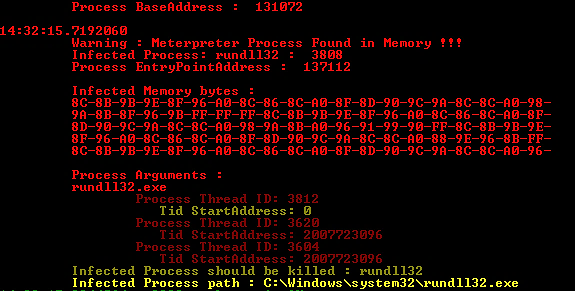 Process BaseAddress :  131072
14:32:15.7192060
Warning : Meterpreter Process Found in Memory !!!
Infected Process: rundll32 :  3808
Process EntryPointAddress :  137112
Infected Memory bytes :
8C-8B-9B-9E-8F-96-A0-8C-86-8C-A0-8F-8D-90-9C-9A-8C-8C-A0-98-
9A-8B-8F-96-9B-FF-FF-FF-8C-8B-9B-9E-8F-96-A0-8C-86-8C-A0-8F-
8D-90-9C-9A-8C-8C-A0-98-9A-8B-A0-96-91-99-90-FF-8C-8B-9B-9E-
8F-96-A0-8C-86-8C-A0-8F-8D-90-9C-9A-8C-8C-A0-88-9E-96-8B-FF-
8C-8B-9B-9E-8F-96-A0-8C-86-8C-A0-8F-8D-90-9C-9A-8C-8C-A0-96-
Process Arguments :
rundll32.exe
Process Thread ID: 3812
Tid StartAddress: 0
Process Thread ID: 3620
Tid StartAddress: 2007723096
Process Thread ID: 3604
Tid StartAddress: 2007723096
Infected Process should be killed : rundll32
Infected Process path : C:\Windows\system32\rundll32.exe